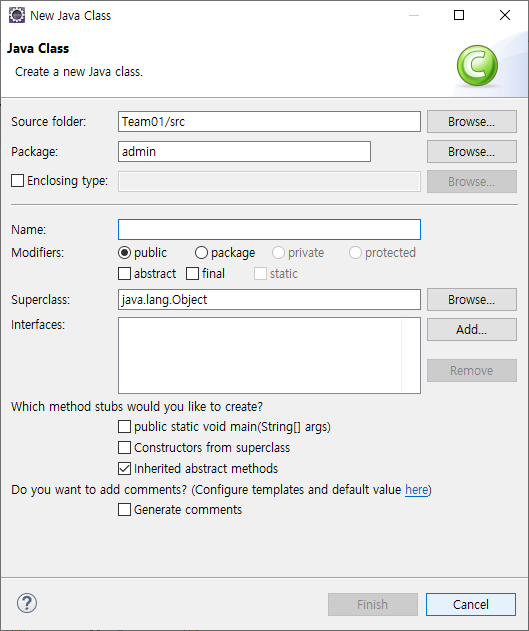 New Java Class
Java Class
Create a new Java class.
C
Source folder: Team01/src Browse...
Package: admin Browse...
Enclosing type: Browse...
Name:
Modifiers: public package private protected
abstract final static
Superclass: java.lang.Object Browse...
Interfaces: Add...
Remove
Which method stubs would you like to create?
public static void main(String[] args)
Constructors from superclass
Inherited abstract methods
Do you want to add comments? (Configure templates and default value here)
Generate comments
? Finish Cancel